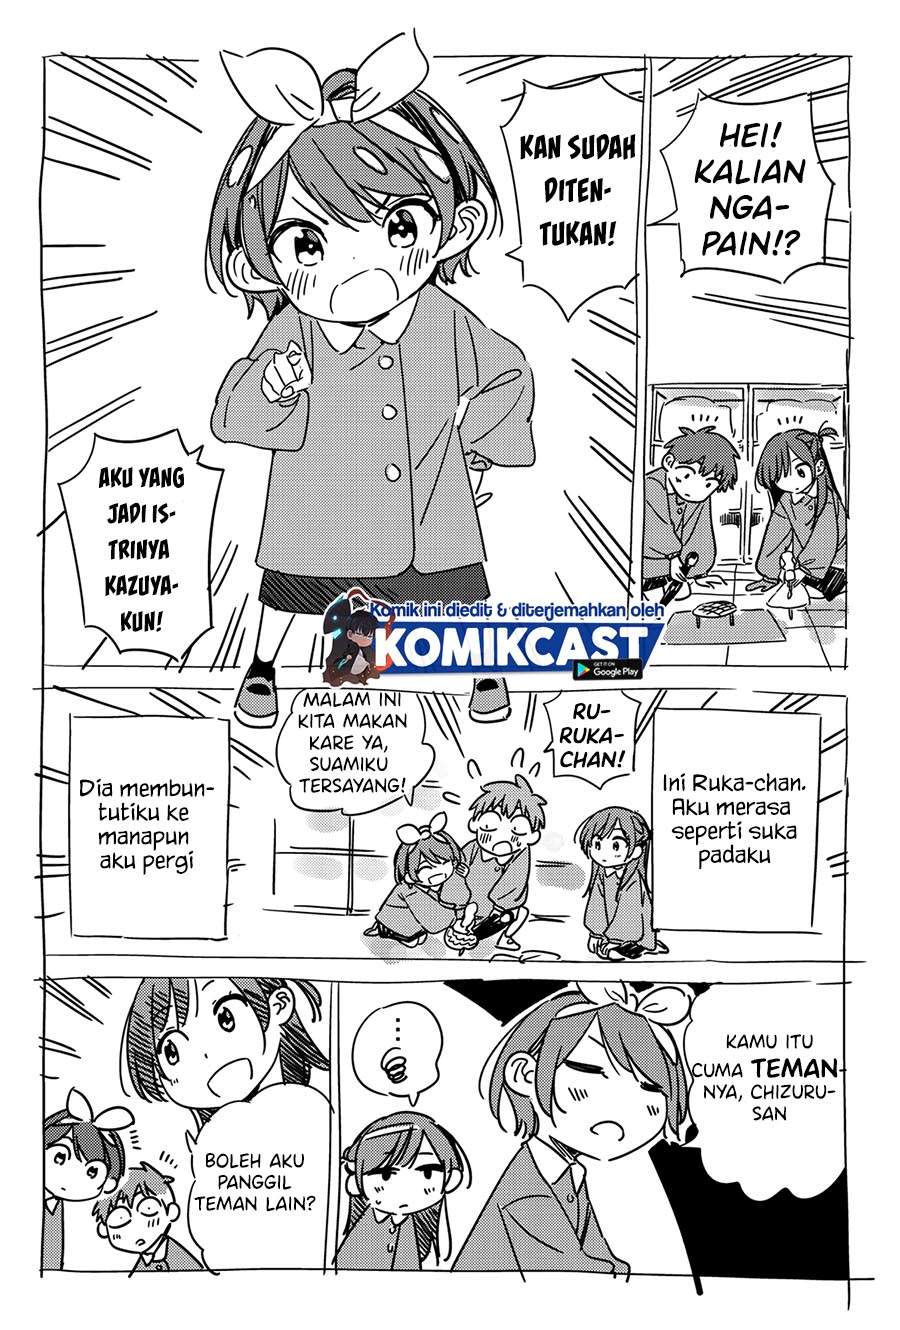 HEI!
KALIAN
NGA-
PAIN!?
KAN SUDAH
DITEN-
TUKAN!
AKU YANG
JADI IS-
TRINYA
KAZUYA-
KUN!
Komik ini diedit & diterjemahkan oleh
KOMIKCAST
GET IT ON
Google Play
Ini Ruka-chan.
Aku merasa
seperti suka
padaku
RU-
RUKA-
CHAN!
MALAM INI
KITA MAKAN
KARE YA,
SUAMIKU
TERSAYANG!
Dia membun-
tutiku ke
manapun
aku pergi
KAMU ITU
CUMA TEMAN-
NYA, CHIZURU-
SAN
...
BOLEH AKU
PANGGIL
TEMAN LAIN?